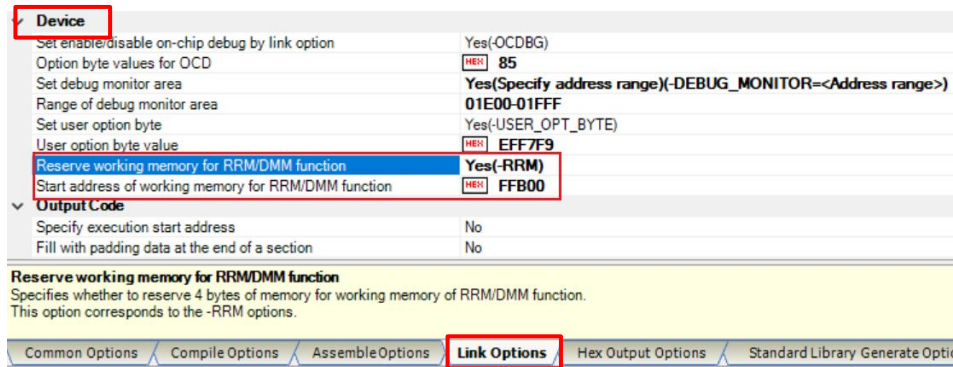 Device
Set enable/disable on-chip debug by link option Yes(-OCDBG)
Option byte values for OCD HEX 85
Set debug monitor area Yes(Specify address range)(-DEBUG_MONITOR=<Address range>)
Range of debug monitor area 01E00-01FFF
Set user option byte Yes(-USER_OPT_BYTE)
User option byte value HEX EFF7F9
Reserve working memory for RRM/DMM function Yes(-RRM)
Start address of working memory for RRM/DMM function HEX FFB00
Output Code
Specify execution start address No
Fill with padding data at the end of a section No
Reserve working memory for RRM/DMM function
Specifies whether to reserve 4 bytes of memory for working memory of RRM/DMM function.
This option corresponds to the -RRM options.
Common Options Compile Options Assemble Options Link Options Hex Output Options Standard Library Generate Optio